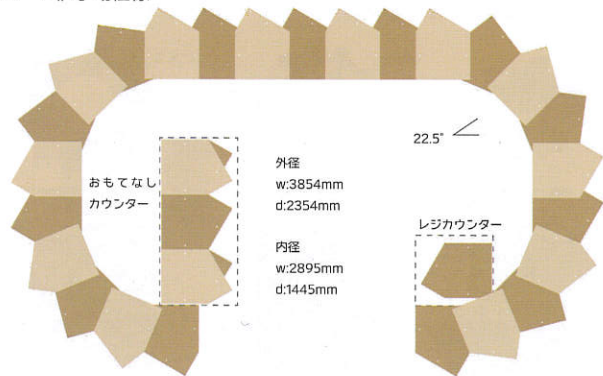 22.5°
おもてなし
カウンター
外径
w:3854mm
d:2354mm
内径
w:2895mm
d:1445mm
レジカウンター